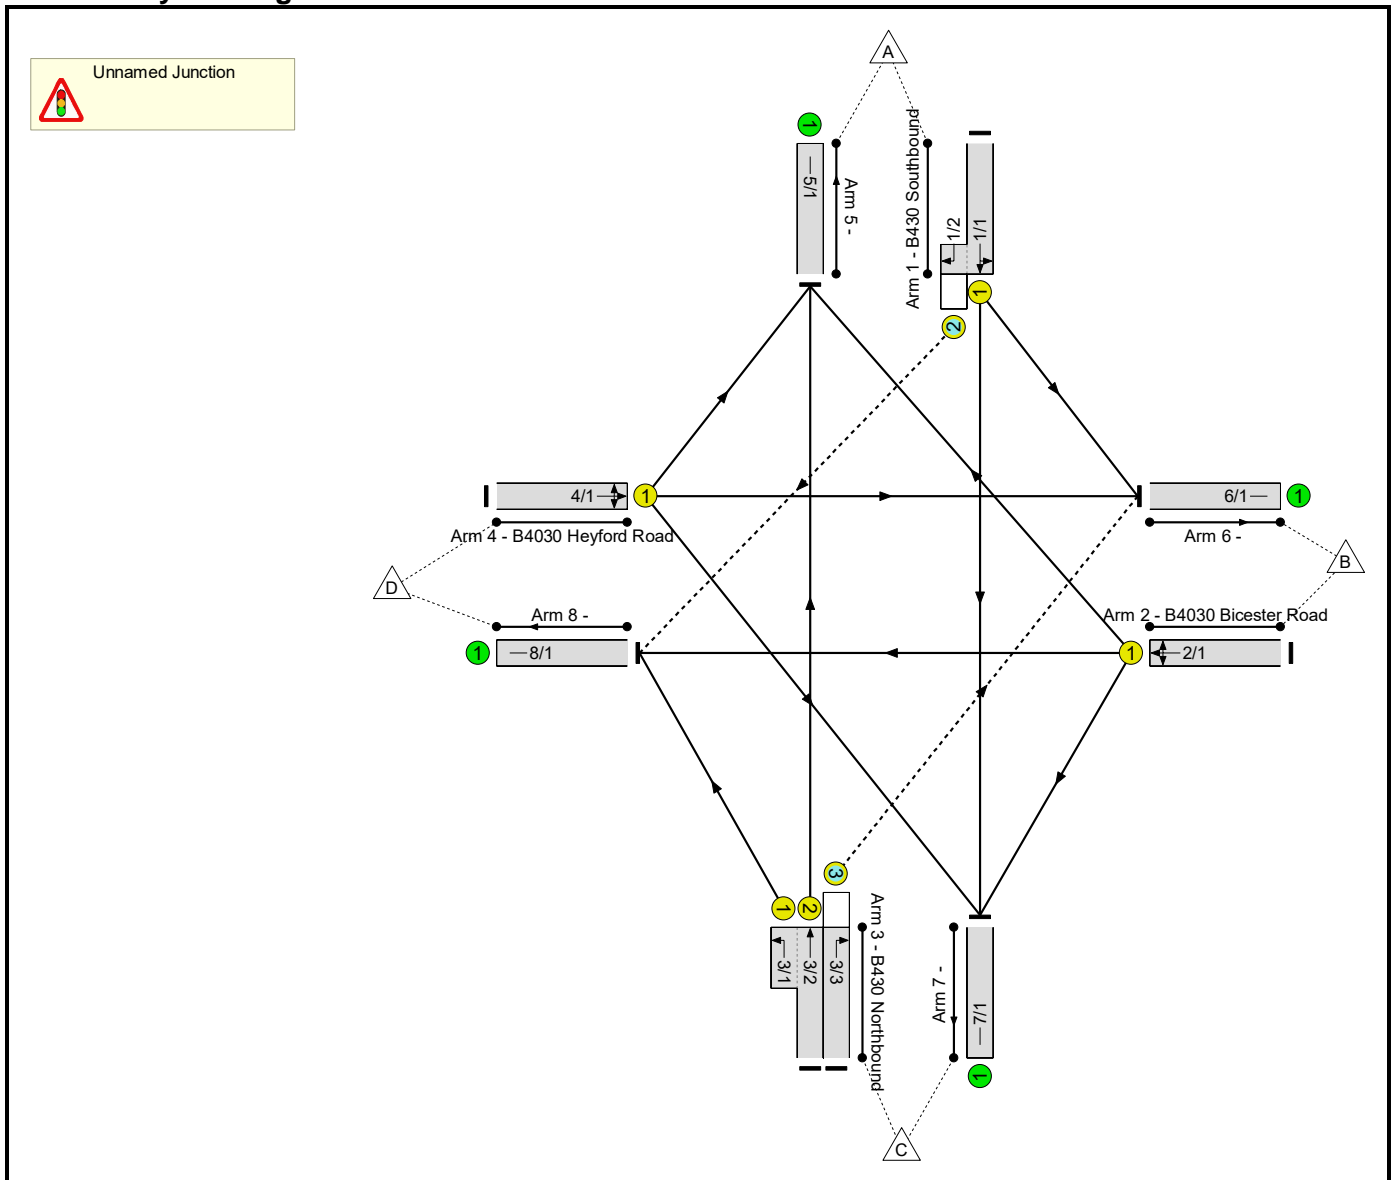 Unnamed Junction
A
1
5/1
Arm 5 -
Arm 1 - B430 Southbound
1/2
1/1
1
2
4/1
1
Arm 4 - B4030 Heyford Road
6/1
1
Arm 6 -
D
B
Arm 8 -
Arm 2 - B4030 Bicester Road
1
8/1
1
2/1
3
1
2
3/1
3/2
3/3
Arm 3 - B430 Northbound
Arm 7 -
7/1
1
C